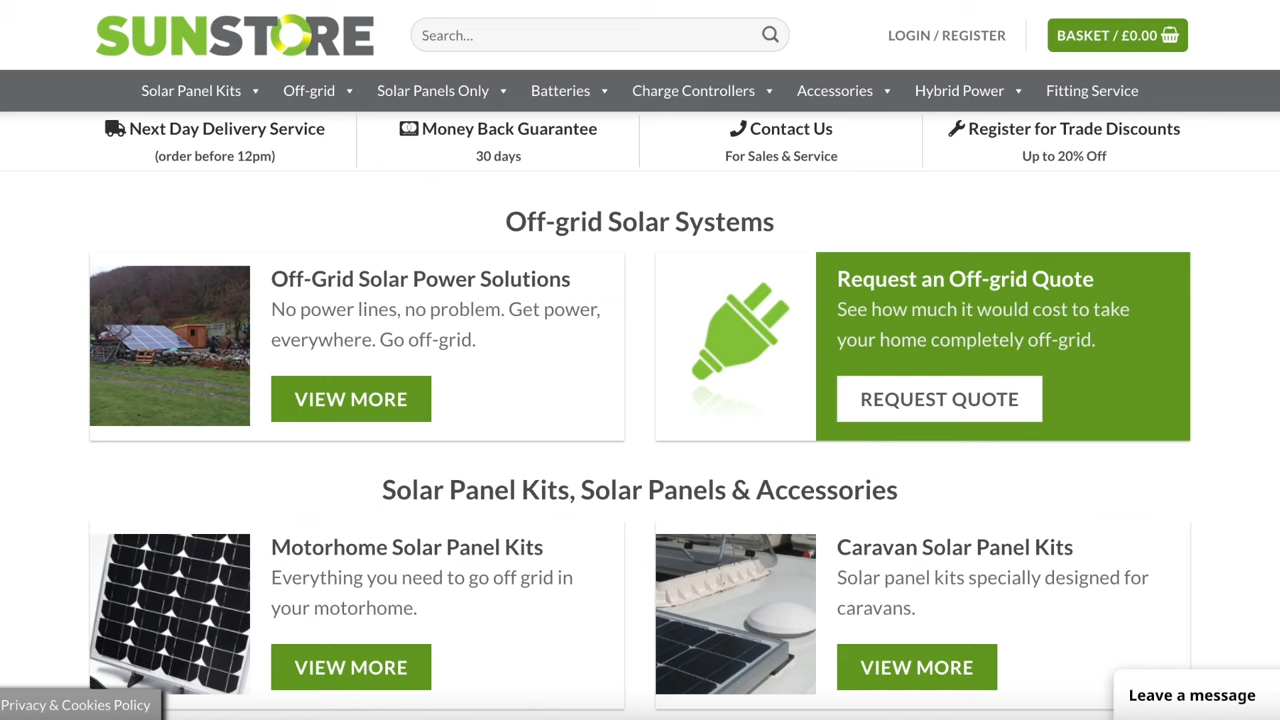 SUNSTORE
Search...
LOGIN / REGISTER
BASKET / £0.00
Solar Panel Kits
Off-grid
Solar Panels Only
Batteries
Charge Controllers
Accessories
Hybrid Power
Fitting Service
Next Day Delivery Service
(order before 12pm)
Money Back Guarantee
30 days
Contact Us
For Sales & Service
Register for Trade Discounts
Up to 20% Off
Off-grid Solar Systems
Off-Grid Solar Power Solutions
No power lines, no problem. Get power,
everywhere. Go off-grid.
VIEW MORE
Request an Off-grid Quote
See how much it would cost to take
your home completely off-grid.
REQUEST QUOTE
Solar Panel Kits, Solar Panels & Accessories
Motorhome Solar Panel Kits
Everything you need to go off grid in
your motorhome.
VIEW MORE
Caravan Solar Panel Kits
Solar panel kits specially designed for
caravans.
VIEW MORE
Privacy & Cookies Policy
Leave a message